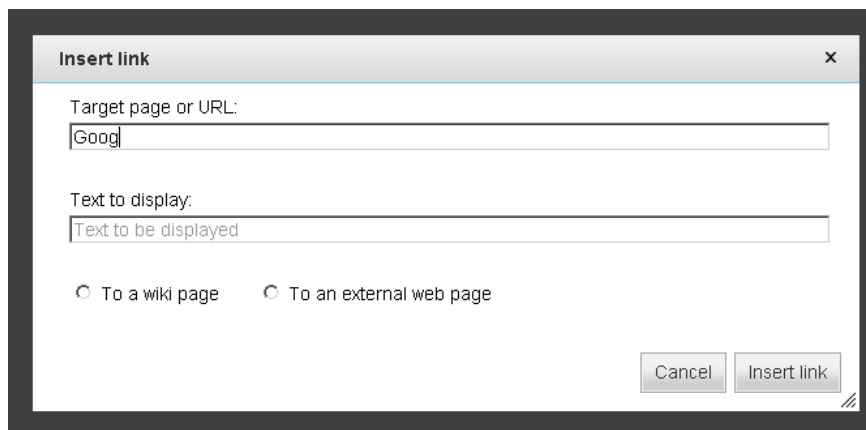 Insert link ×
Target page or URL:
Goog
Text to display:
Text to be displayed
To a wiki page To an external web page
Cancel Insert link